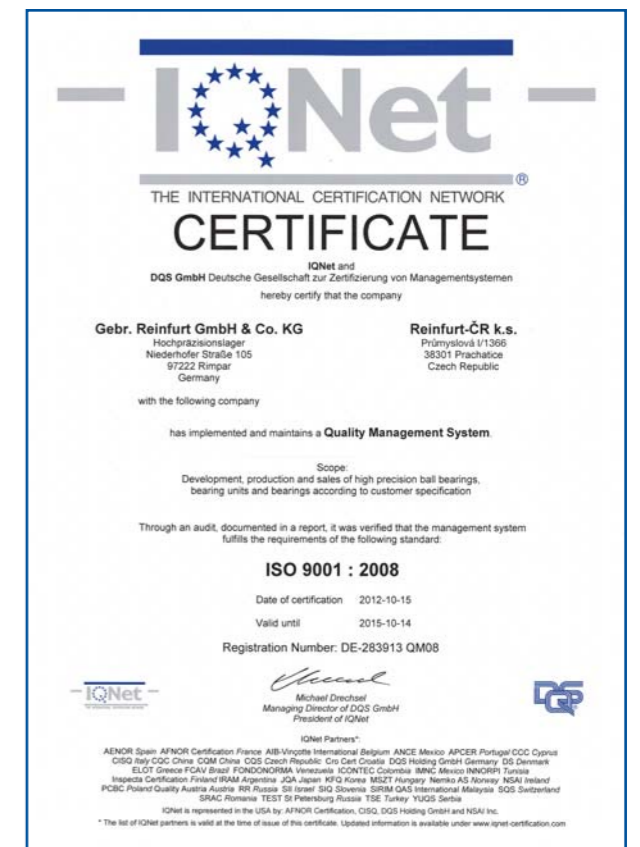 IQNet
®
THE INTERNATIONAL CERTIFICATION NETWORK
CERTIFICATE
IQNet and
DQS GmbH Deutsche Gesellschaft zur Zertifizierung von Managementsystemen
hereby certify that the company
Gebr. Reinfurt GmbH & Co. KG
Hochpräzisionslager
Niederhofer Straße 105
97222 Rimpar
Germany
Reinfurt-ČR k.s.
Průmyslová I/1366
38301 Prachatice
Czech Republic
with the following company
has implemented and maintains a Quality Management System.
Scope:
Development, production and sales of high precision ball bearings,
bearing units and bearings according to customer specification
Through an audit, documented in a report, it was verified that the management system
fulfills the requirements of the following standard:
ISO 9001 : 2008
Date of certification 2012-10-15
Valid until 2015-10-14
Registration Number: DE-283913 QM08
IQNet
Michael Drechsel
Managing Director of DQS GmbH
President of IQNet
DQS
IQNet Partners*:
AENOR Spain AFNOR Certification France AIB-Vinçotte International Belgium ANCE Mexico APCER Portugal CCC Cyprus
CISQ Italy CQC China CQM China CQS Czech Republic Cro Cert Croatia DQS Holding GmbH Germany DS Denmark
ELOT Greece FCAV Brazil FONDONORMA Venezuela ICONTEC Colombia IMNC Mexico INNORPI Tunisia
Inspecta Certification Finland IRAM Argentina JQA Japan KFQ Korea MSZT Hungary Nemko AS Norway NSAI Ireland
PCBC Poland Quality Austria Austria RR Russia SII Israel SIQ Slovenia SIRIM QAS International Malaysia SQS Switzerland
SRAC Romania TEST St Petersburg Russia TSE Turkey YUQS Serbia
IQNet is represented in the USA by: AFNOR Certification, CISQ, DQS Holding GmbH and NSAI Inc.
* The list of IQNet partners is valid at the time of issue of this certificate. Updated information is available under www.iqnet-certification.com